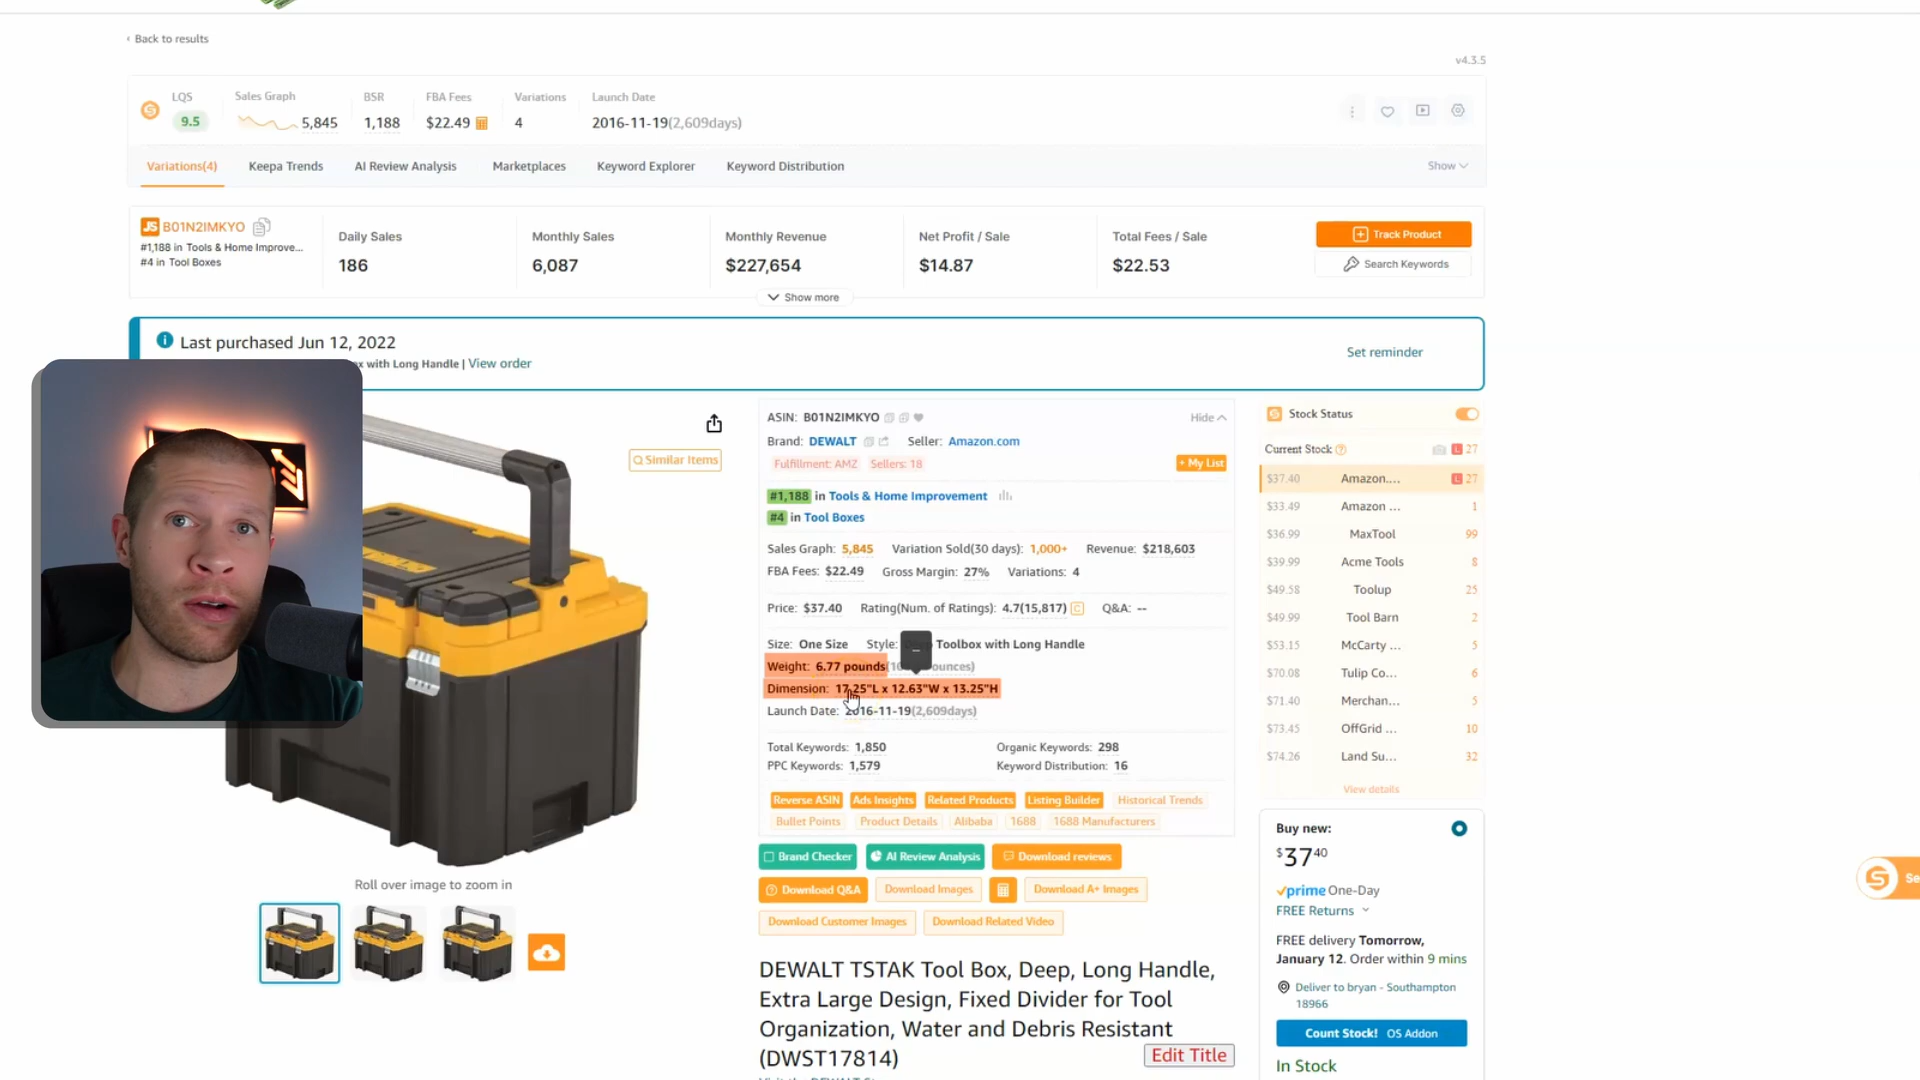 ‹ Back to results
v4.3.5
LQS
9.5
Sales Graph
5,845
BSR
1,188
FBA Fees
$22.49
Variations
4
Launch Date
2016-11-19(2,609days)
Variations(4)
Keepa Trends
AI Review Analysis
Marketplaces
Keyword Explorer
Keyword Distribution
Show
JS B01N2IMKYO
#1,188 in Tools & Home Improve...
#4 in Tool Boxes
Daily Sales
186
Monthly Sales
6,087
Monthly Revenue
$227,654
Net Profit / Sale
$14.87
Total Fees / Sale
$22.53
Track Product
Search Keywords
Show more
Last purchased Jun 12, 2022
with Long Handle | View order
Set reminder
Similar Items
Roll over image to zoom in
ASIN: B01N2IMKYO
Hide
Brand: DEWALT Seller: Amazon.com
Fulfillment: AMZ Sellers: 18
+ My List
#1,188 in Tools & Home Improvement
#4 in Tool Boxes
Sales Graph: 5,845 Variation Sold(30 days): 1,000+ Revenue: $218,603
FBA Fees: $22.49 Gross Margin: 27% Variations: 4
Price: $37.40 Rating(Num. of Ratings): 4.7(15,817) Q&A: --
Size: One Size Style: Toolbox with Long Handle
Weight: 6.77 pounds
Dimension: 17.25"L x 12.63"W x 13.25"H
Launch Date: 2016-11-19(2,609days)
Total Keywords: 1,850 Organic Keywords: 298
PPC Keywords: 1,579 Keyword Distribution: 16
Reverse ASIN Ads Insights Related Products Listing Builder Historical Trends
Bullet Points Product Details Alibaba 1688 1688 Manufacturers
Brand Checker AI Review Analysis Download reviews
Download Q&A Download Images Download A+ Images
Download Customer Images Download Related Video
DEWALT TSTAK Tool Box, Deep, Long Handle,
Extra Large Design, Fixed Divider for Tool
Organization, Water and Debris Resistant
(DWST17814)
Edit Title
Stock Status
Current Stock L 27
$37.40 Amazon.... L 27
$33.49 Amazon ... 1
$36.99 MaxTool 99
$39.99 Acme Tools 8
$49.58 Toolup 25
$49.99 Tool Barn 2
$53.15 McCarty ... 5
$70.08 Tulip Co... 6
$71.40 Merchan... 5
$73.45 OffGrid ... 10
$74.26 Land Su... 32
View details
Buy new:
$37 40
prime One-Day
FREE Returns
FREE delivery Tomorrow,
January 12. Order within 9 mins
Deliver to bryan - Southampton
18966
Count Stock! OS Addon
In Stock
Se